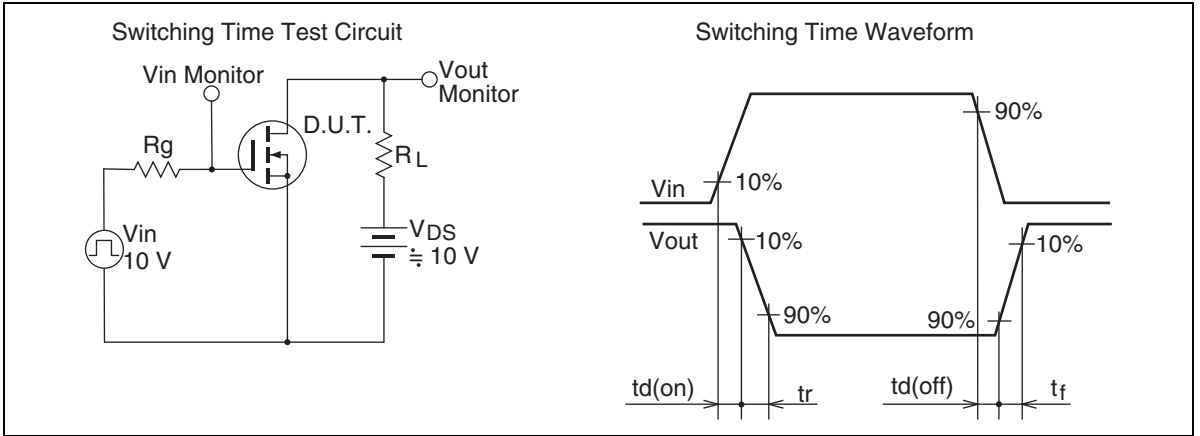 Switching Time Test Circuit
Vin Monitor
Vout
Monitor
D.U.T.
Rg
RL
Vin
10 V
VDS
≒ 10 V
Switching Time Waveform
90%
Vin
10%
Vout
10%
10%
90%
90%
td(on)
tr
td(off)
tf